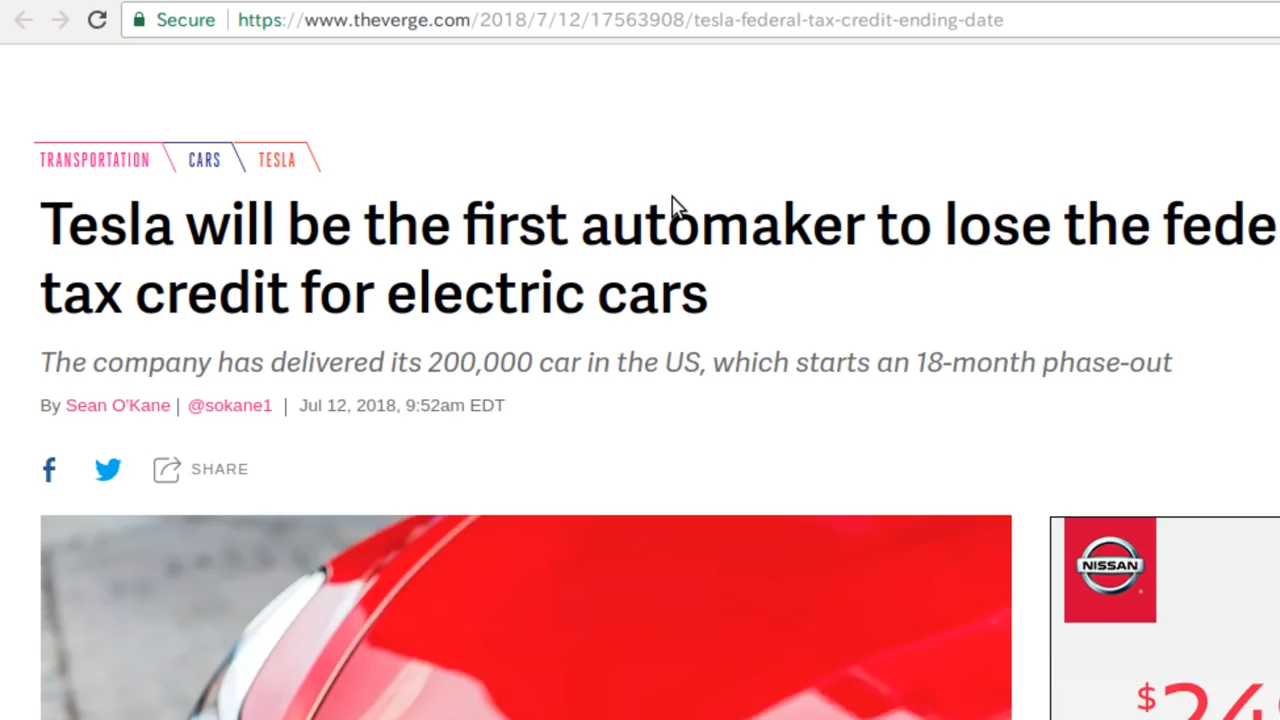 Secure https://www.theverge.com/2018/7/12/17563908/tesla-federal-tax-credit-ending-date
TRANSPORTATION CARS TESLA
Tesla will be the first automaker to lose the fede
tax credit for electric cars
The company has delivered its 200,000 car in the US, which starts an 18-month phase-out
By Sean O'Kane | @sokane1 | Jul 12, 2018, 9:52am EDT
SHARE
NISSAN